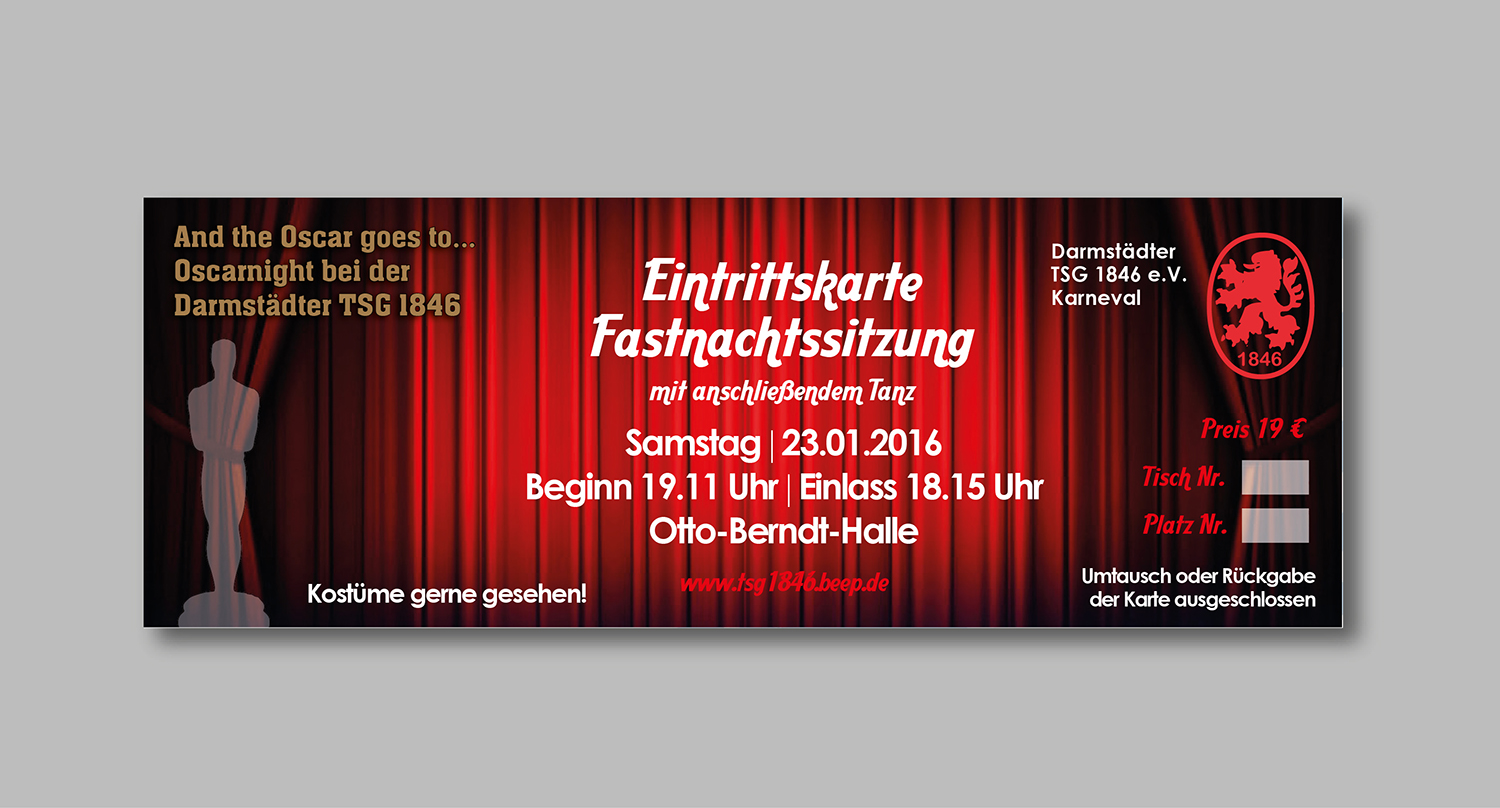 And the Oscar goes to...
Oscarnight bei der
Darmstädter TSG 1846
Eintrittskarte
Fastnachtssitzung
mit anschließendem Tanz
Samstag | 23.01.2016
Beginn 19.11 Uhr | Einlass 18.15 Uhr
Otto-Berndt-Halle
www.tsg1846.beep.de
Kostüme gerne gesehen!
Darmstädter
TSG 1846 e.V.
Karneval
1846
Preis 19 €
Tisch Nr.
Platz Nr.
Umtausch oder Rückgabe
der Karte ausgeschlossen